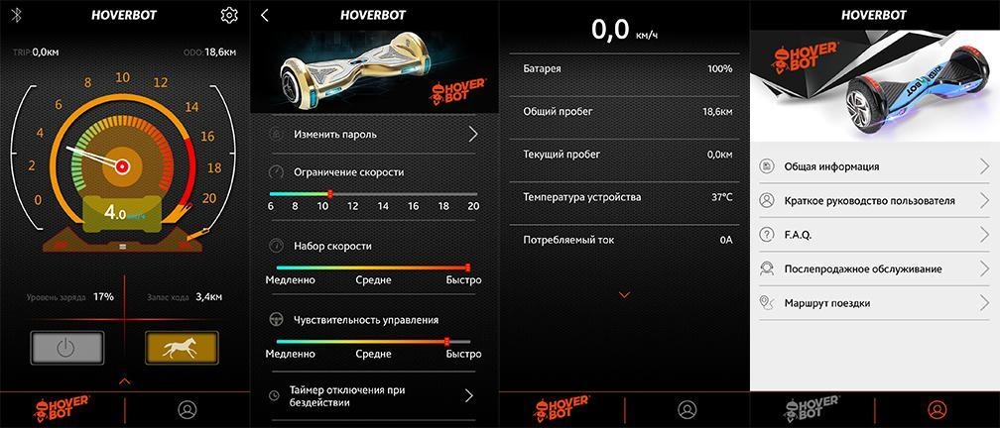 HOVERBOT
TRIP:0,0км
ODO:18,6км
0
2
4
6
8
10
12
14
16
18
20
4.0 км/ч
Уровень заряда 17%
Запас хода 3,4км
HOVER
BOT
HOVERBOT
HOVER
BOT
Изменить пароль
Ограничение скорости
6 8 10 12 14 16 18 20
Набор скорости
Медленно Средне Быстро
Чувствительность управления
Медленно Средне Быстро
Таймер отключения при
бездействии
HOVER
BOT
0,0 км/ч
Батарея 100%
Общий пробег 18,6км
Текущий пробег 0,0км
Температура устройства 37°C
Потребляемый ток 0А
HOVER
BOT
HOVERBOT
HOVER
BOT
HOVER BOT
Общая информация
Краткое руководство пользователя
F.A.Q.
Послепродажное обслуживание
Маршрут поездки
HOVER
BOT